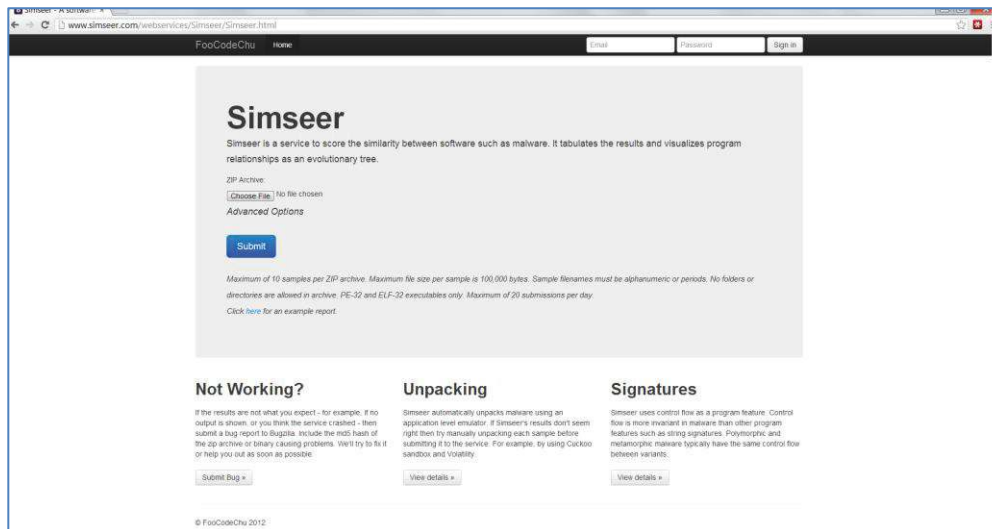 Simseer - A softwar
www.simseer.com/webservices/Simseer/Simseer.html
FooCodeChu Home Email Password Sign in
Simseer
Simseer is a service to score the similarity between software such as malware. It tabulates the results and visualizes program
relationships as an evolutionary tree.
ZIP Archive:
Choose File No file chosen
Advanced Options
Submit
Maximum of 10 samples per ZIP archive. Maximum file size per sample is 100,000 bytes. Sample filenames must be alphanumeric or periods. No folders or
directories are allowed in archive. PE-32 and ELF-32 executables only. Maximum of 20 submissions per day.
Click here for an example report.
Not Working?
If the results are not what you expect - for example, if no
output is shown, or you think the service crashed - then
submit a bug report to Bugzilla. Include the md5 hash of
the zip archive or binary causing problems. We'll try to fix it
or help you out as soon as possible.
Submit Bug »
Unpacking
Simseer automatically unpacks malware using an
application level emulator. If Simseer's results don't seem
right then try manually unpacking each sample before
submitting it to the service. For example, by using Cuckoo
sandbox and Volatility.
View details »
Signatures
Simseer uses control flow as a program feature. Control
flow is more invariant in malware than other program
features such as string signatures. Polymorphic and
metamorphic malware typically have the same control flow
between variants.
View details »
© FooCodeChu 2012